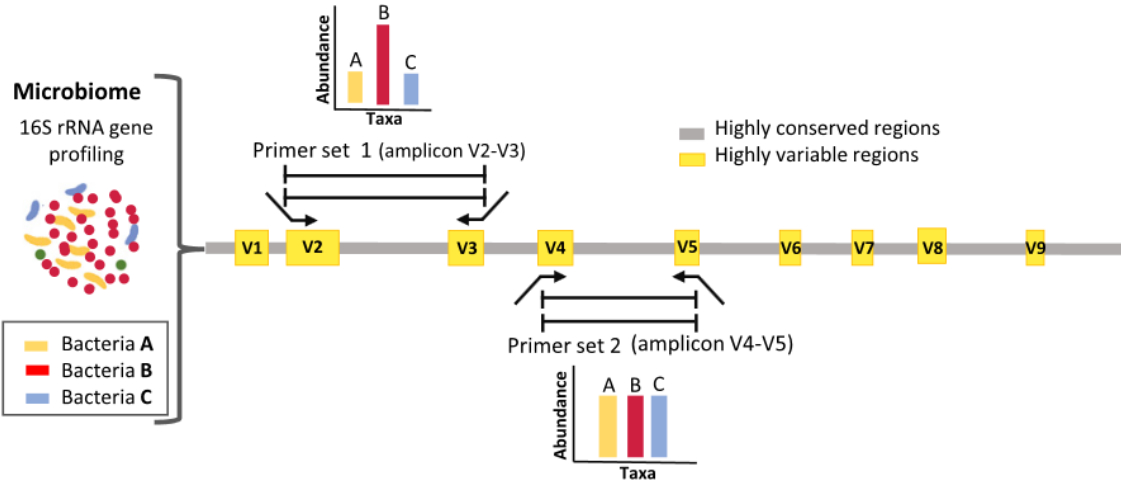 Microbiome
16S rRNA gene
profiling
Bacteria A
Bacteria B
Bacteria C
Abundance
A
B
C
Taxa
Primer set 1 (amplicon V2-V3)
Highly conserved regions
Highly variable regions
V1 V2 V3 V4 V5 V6 V7 V8 V9
Primer set 2 (amplicon V4-V5)
Abundance
A B C
Taxa